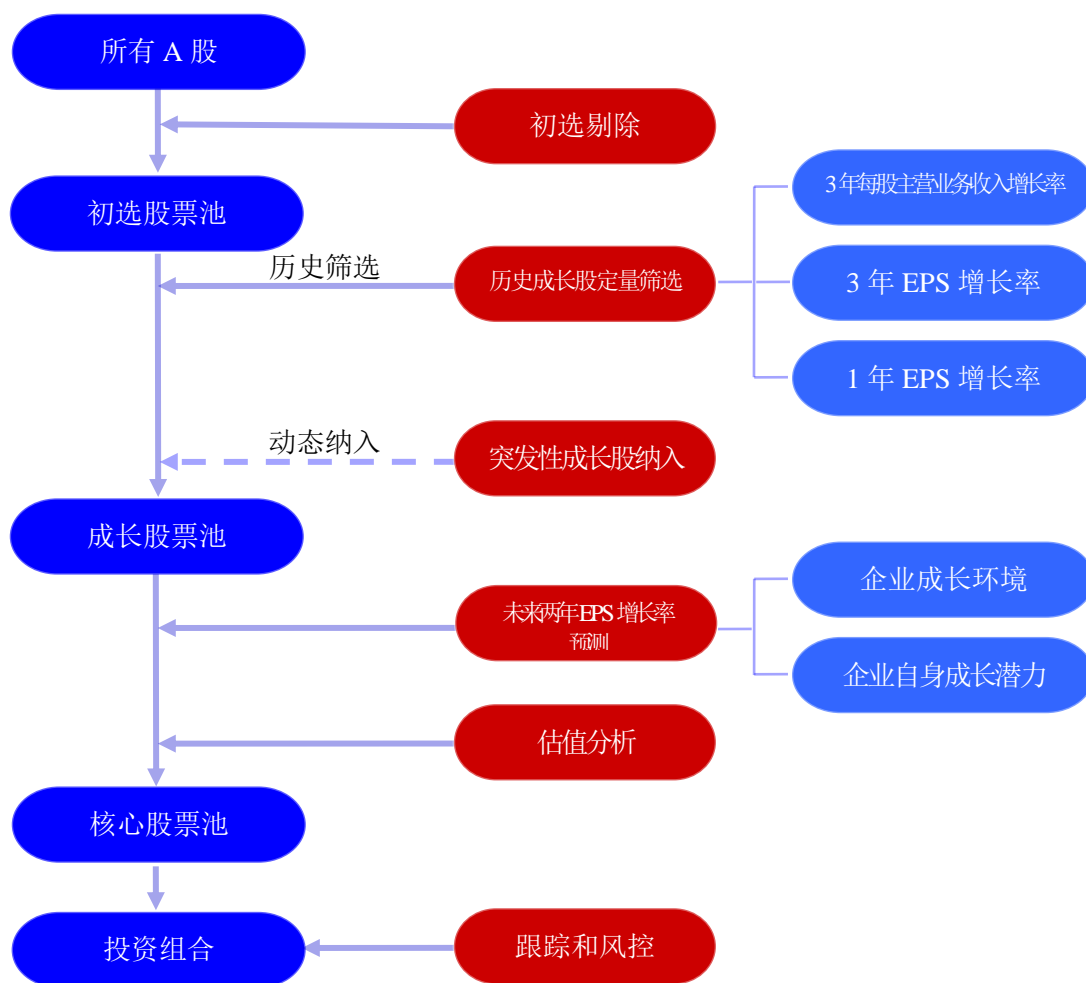 所有 A 股
初选剔除
3 年每股主营业务收入增长率
初选股票池
历史筛选
历史成长股定量筛选
3 年 EPS 增长率
1 年 EPS 增长率
动态纳入
突发性成长股纳入
成长股票池
企业成长环境
未来两年 EPS 增长率
预测
企业自身成长潜力
估值分析
核心股票池
投资组合
跟踪和风控